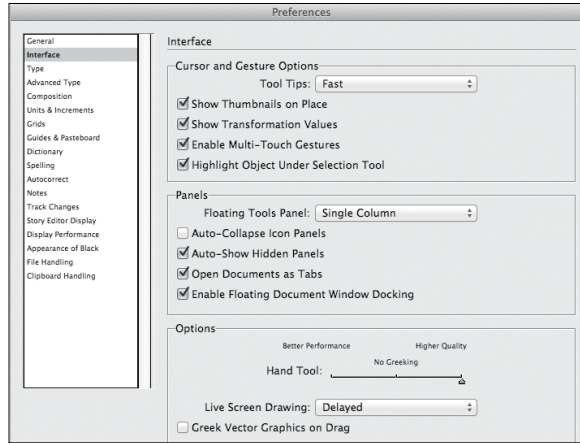 Preferences
General
Interface
Type
Advanced Type
Composition
Units & Increments
Grids
Guides & Pasteboard
Dictionary
Spelling
Autocorrect
Notes
Track Changes
Story Editor Display
Display Performance
Appearance of Black
File Handling
Clipboard Handling
Interface
Cursor and Gesture Options
Tool Tips: Fast
Show Thumbnails on Place
Show Transformation Values
Enable Multi-Touch Gestures
Highlight Object Under Selection Tool
Panels
Floating Tools Panel: Single Column
Auto-Collapse Icon Panels
Auto-Show Hidden Panels
Open Documents as Tabs
Enable Floating Document Window Docking
Options
Better Performance Higher Quality
No Greeking
Hand Tool:
Live Screen Drawing: Delayed
Greek Vector Graphics on Drag